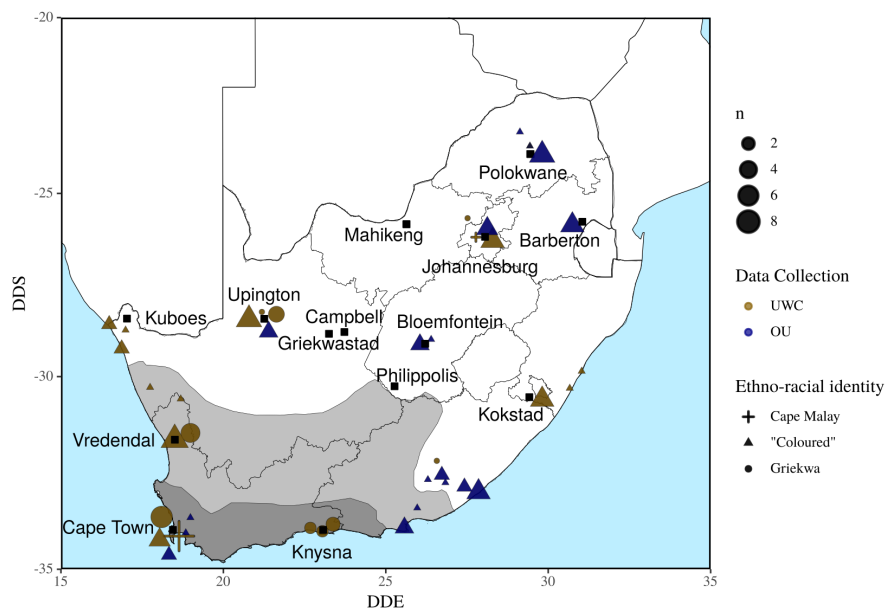 -20
-25
-30
-35
DDS
15
20
25
30
35
DDE
Polokwane
Mahikeng
Barberton
Johannesburg
Upington
Kuboes
Campbell
Griekwastad
Bloemfontein
Philippolis
Kokstad
Vredendal
Cape Town
Knysna
n
2
4
6
8
Data Collection
UWC
OU
Ethno-racial identity
Cape Malay
"Coloured"
Griekwa